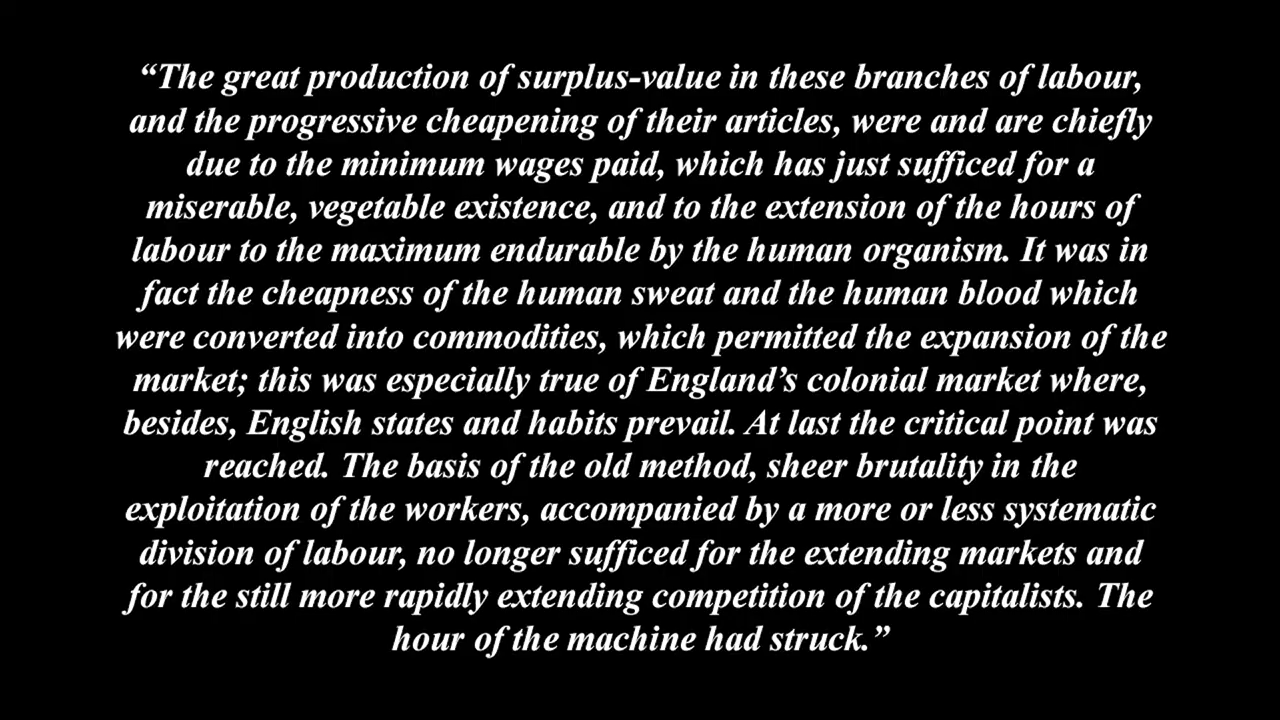 “The great production of surplus-value in these branches of labour,
and the progressive cheapening of their articles, were and are chiefly
due to the minimum wages paid, which has just sufficed for a
miserable, vegetable existence, and to the extension of the hours of
labour to the maximum endurable by the human organism. It was in
fact the cheapness of the human sweat and the human blood which
were converted into commodities, which permitted the expansion of the
market; this was especially true of England’s colonial market where,
besides, English states and habits prevail. At last the critical point was
reached. The basis of the old method, sheer brutality in the
exploitation of the workers, accompanied by a more or less systematic
division of labour, no longer sufficed for the extending markets and
for the still more rapidly extending competition of the capitalists. The
hour of the machine had struck.”